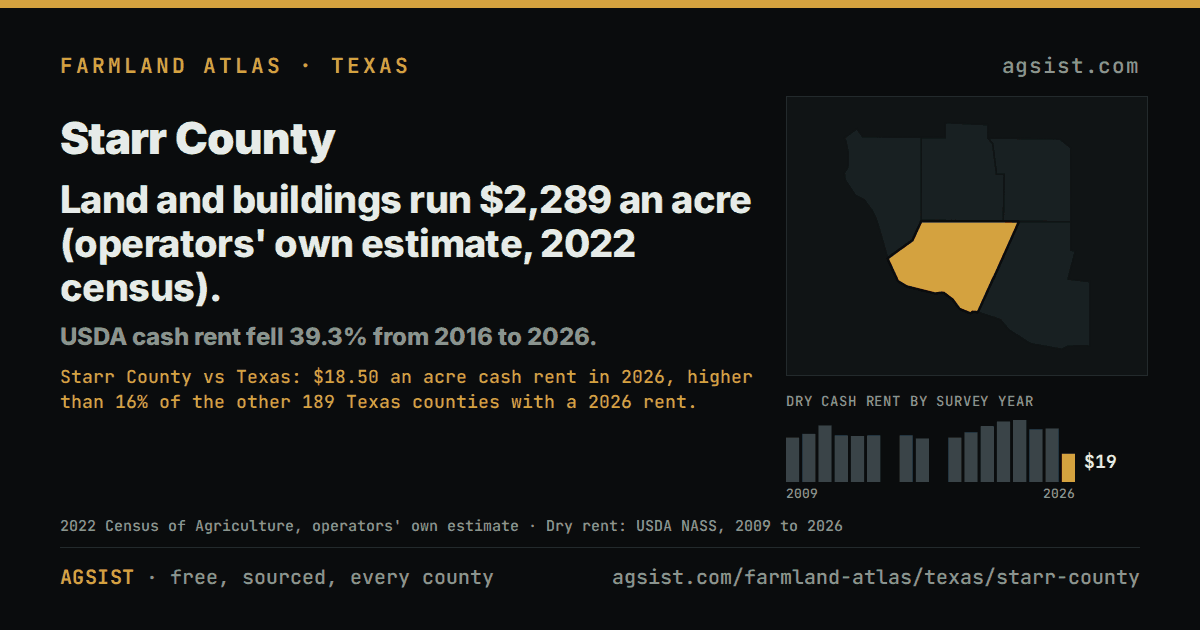 FARMLAND ATLAS · TEXAS
agsist.com
Starr County
Land and buildings run $2,289 an acre
(operators' own estimate, 2022
census).
USDA cash rent fell 39.3% from 2016 to 2026.
Starr County vs Texas: $18.50 an acre cash rent in 2026, higher
than 16% of the other 189 Texas counties with a 2026 rent.
DRY CASH RENT BY SURVEY YEAR
$19
2009
2026
2022 Census of Agriculture, operators' own estimate · Dry rent: USDA NASS, 2009 to 2026
AGSIST · free, sourced, every county
agsist.com/farmland-atlas/texas/starr-county